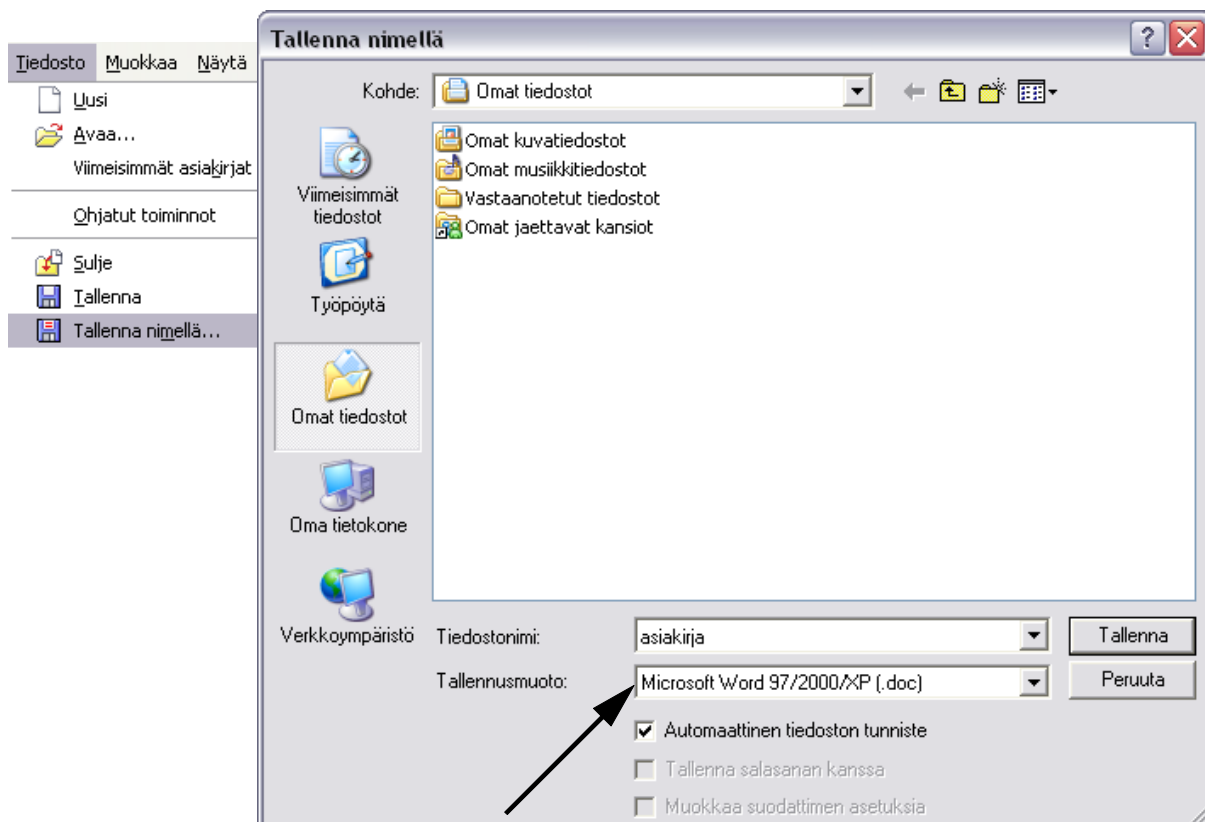 Tiedosto Muokkaa Näytä
Uusi
Avaa...
Viimeisimmät asiakirjat
Ohjatut toiminnot
Sulje
Tallenna
Tallenna nimellä...
Tallenna nimellä
Kohde: Omat tiedostot
Viimeisimmät
tiedostot
Työpöytä
Omat tiedostot
Oma tietokone
Verkkoympäristö
Omat kuvatiedostot
Omat musiikkitiedostot
Vastaanotetut tiedostot
Omat jaettavat kansiot
Tiedostonimi: asiakirja Tallenna
Tallennusmuoto: Microsoft Word 97/2000/XP (.doc) Peruuta
Automaattinen tiedoston tunniste
Tallenna salasanan kanssa
Muokkaa suodattimen asetuksia